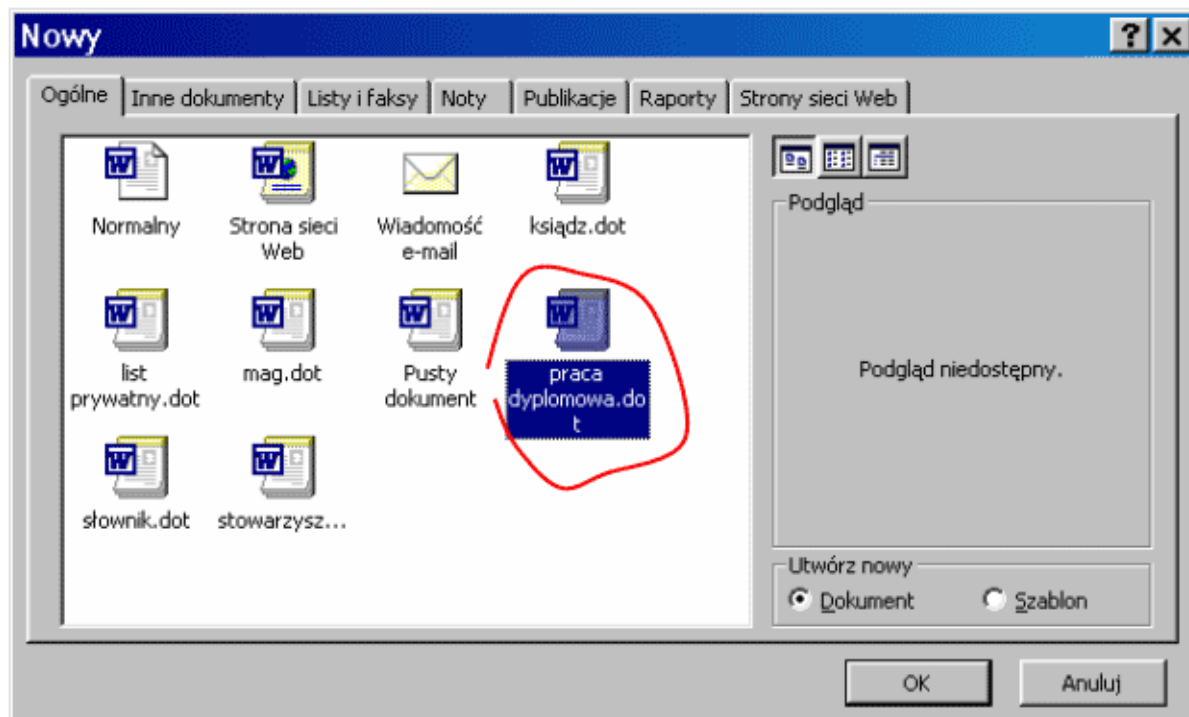 Nowy
Ogólne Inne dokumenty Listy i faksy Noty Publikacje Raporty Strony sieci Web
Normalny
Strona sieci
Web
Wiadomość
e-mail
ksiądz.dot
list
prywatny.dot
mag.dot
Pusty
dokument
praca
dyplomowa.do
t
słownik.dot
stowarzysz...
Podgląd
Podgląd niedostępny.
Utwórz nowy
Dokument Szablon
OK Anuluj